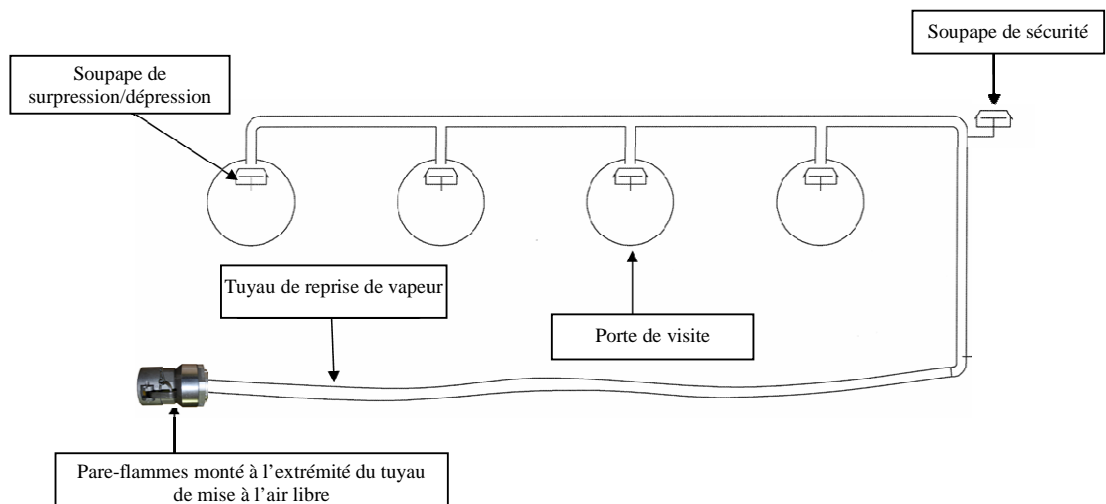 Soupape de sécurité
Soupape de
surpression/dépression
Tuyau de reprise de vapeur
Porte de visite
Pare-flammes monté à l’extrémité du tuyau
de mise à l’air libre